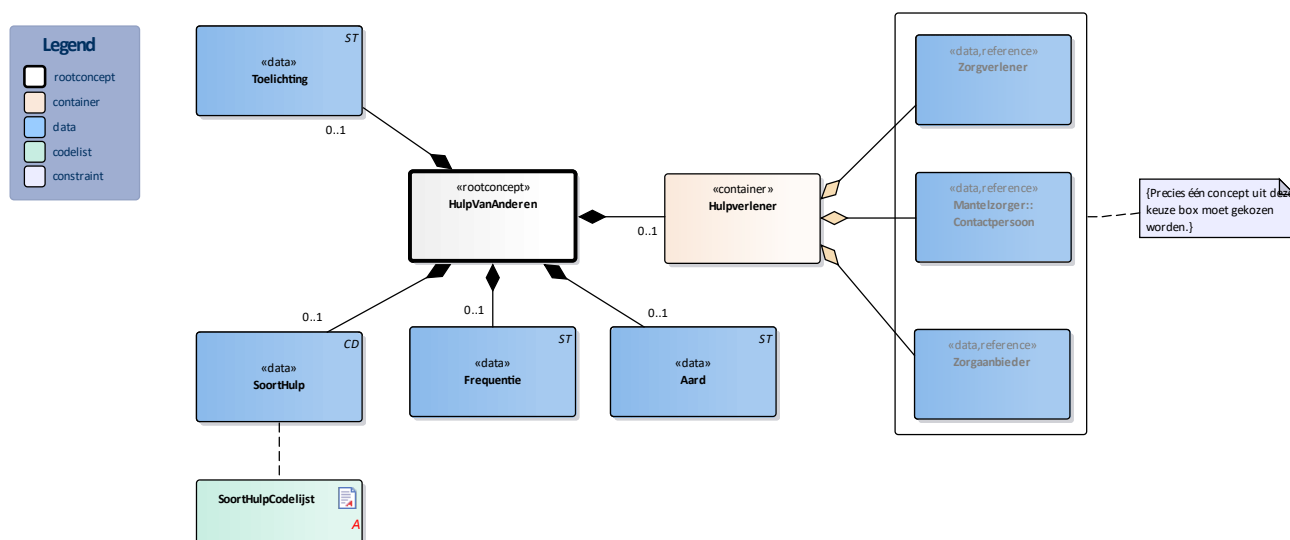 Legend
rootconcept
container
data
codelist
constraint
ST
«data»
Toelichting
0..1
«rootconcept»
HulpVanAnderen
0..1
«container»
Hulpverlener
«data,reference»
Zorgverlener
«data,reference»
Mantelzorger::
Contactpersoon
«data,reference»
Zorgaanbieder
{Precies één concept uit deze
keuze box moet gekozen
worden.}
0..1
CD
«data»
SoortHulp
0..1
ST
«data»
Frequentie
0..1
ST
«data»
Aard
SoortHulpCodelijst
A